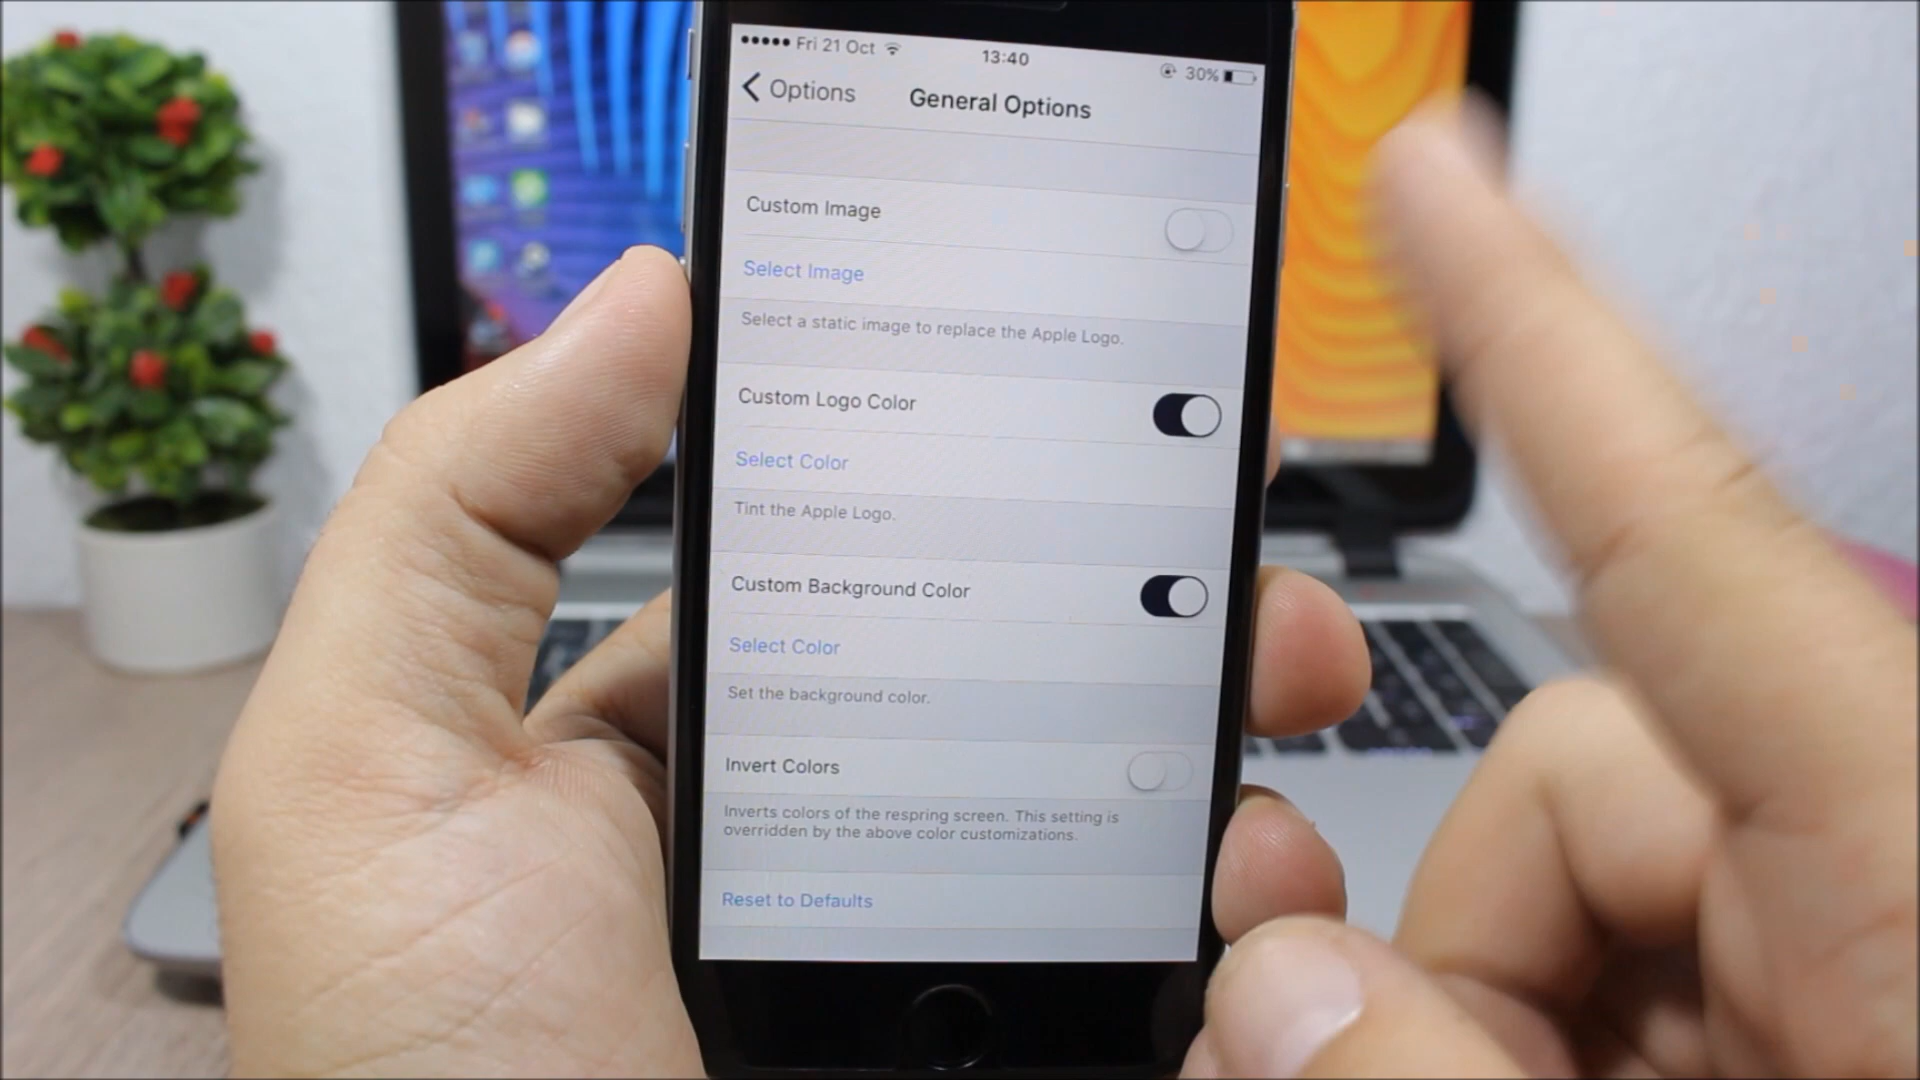 Fri 21 Oct
13:40
30%
Options
General Options
Custom Image
Select Image
Select a static image to replace the Apple Logo.
Custom Logo Color
Select Color
Tint the Apple Logo.
Custom Background Color
Select Color
Set the background color.
Invert Colors
Inverts colors of the respring screen. This setting is
overridden by the above color customizations.
Reset to Defaults